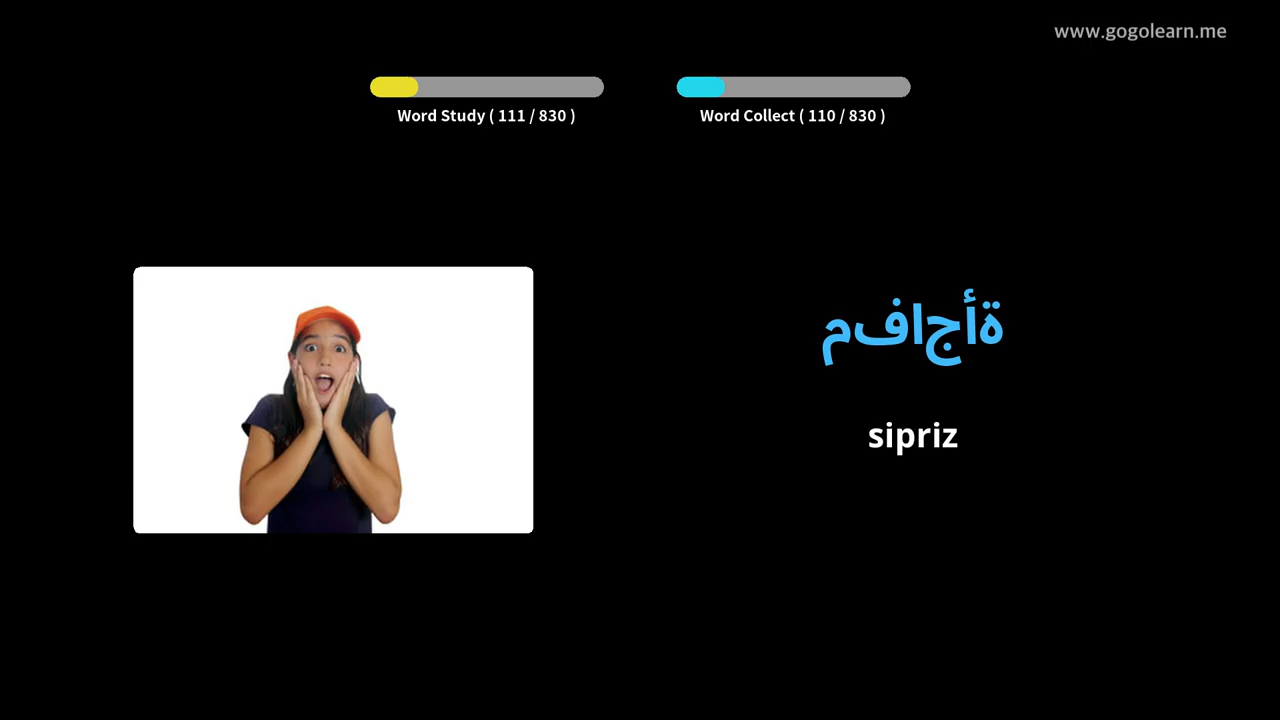 www.gogolearn.me
Word Study ( 111 / 830 )
Word Collect ( 110 / 830 )
ةأجافم
sipriz